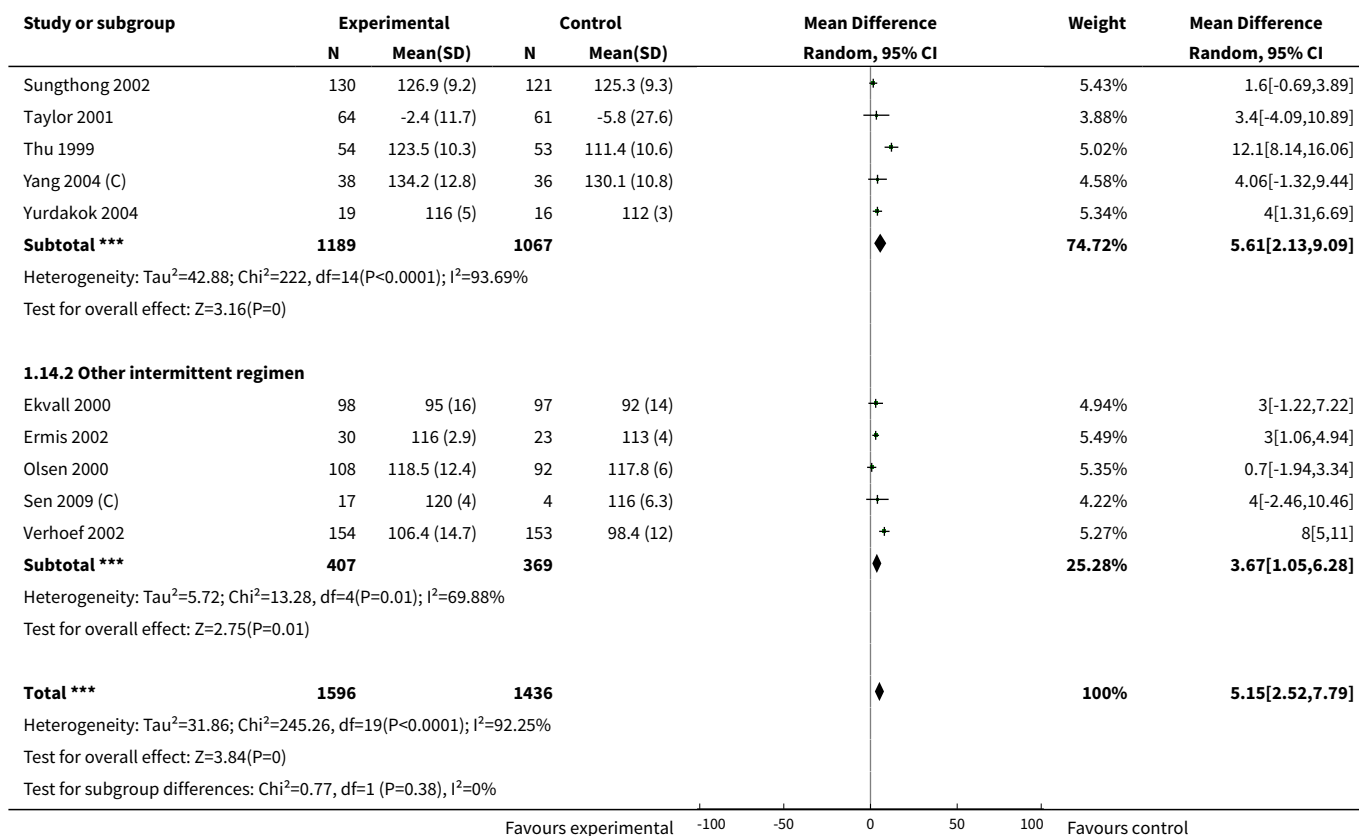 Study or subgroup Experimental Control Mean Difference Weight Mean Difference
N Mean(SD) N Mean(SD) Random, 95% CI Random, 95% CI
Sungthong 2002 130 126.9 (9.2) 121 125.3 (9.3) 5.43% 1.6[-0.69,3.89]
Taylor 2001 64 -2.4 (11.7) 61 -5.8 (27.6) 3.88% 3.4[-4.09,10.89]
Thu 1999 54 123.5 (10.3) 53 111.4 (10.6) 5.02% 12.1[8.14,16.06]
Yang 2004 (C) 38 134.2 (12.8) 36 130.1 (10.8) 4.58% 4.06[-1.32,9.44]
Yurdakok 2004 19 116 (5) 16 112 (3) 5.34% 4[1.31,6.69]
Subtotal *** 1189 1067 74.72% 5.61[2.13,9.09]
Heterogeneity: Tau²=42.88; Chi²=222, df=14(P<0.0001); I²=93.69%
Test for overall effect: Z=3.16(P=0)
1.14.2 Other intermittent regimen
Ekvall 2000 98 95 (16) 97 92 (14) 4.94% 3[-1.22,7.22]
Ermis 2002 30 116 (2.9) 23 113 (4) 5.49% 3[1.06,4.94]
Olsen 2000 108 118.5 (12.4) 92 117.8 (6) 5.35% 0.7[-1.94,3.34]
Sen 2009 (C) 17 120 (4) 4 116 (6.3) 4.22% 4[-2.46,10.46]
Verhoef 2002 154 106.4 (14.7) 153 98.4 (12) 5.27% 8[5,11]
Subtotal *** 407 369 25.28% 3.67[1.05,6.28]
Heterogeneity: Tau²=5.72; Chi²=13.28, df=4(P=0.01); I²=69.88%
Test for overall effect: Z=2.75(P=0.01)
Total *** 1596 1436 100% 5.15[2.52,7.79]
Heterogeneity: Tau²=31.86; Chi²=245.26, df=19(P<0.0001); I²=92.25%
Test for overall effect: Z=3.84(P=0)
Test for subgroup differences: Chi²=0.77, df=1 (P=0.38), I²=0%
Favours experimental -100 -50 0 50 100 Favours control